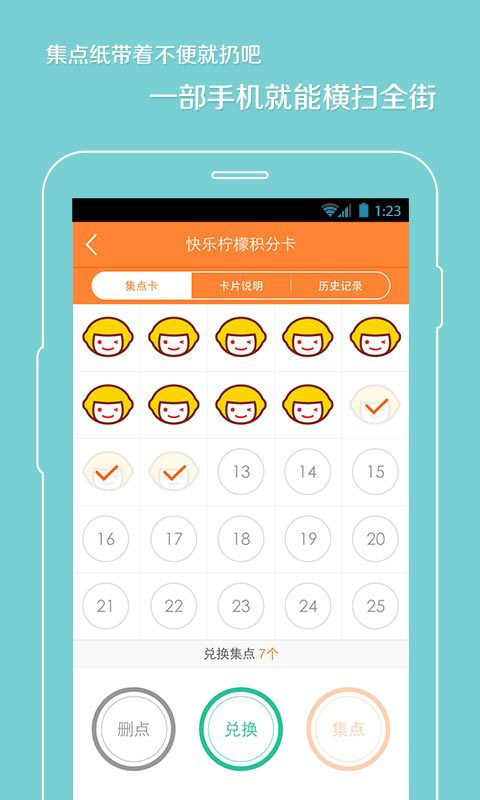 集点纸带着不便就扔吧
一部手机就能横扫全街
1:23
快乐柠檬积分卡
集点卡 卡片说明 历史记录
13 14 15
16 17 18 19 20
21 22 23 24 25
兑换集点 7个
删点 兑换 集点